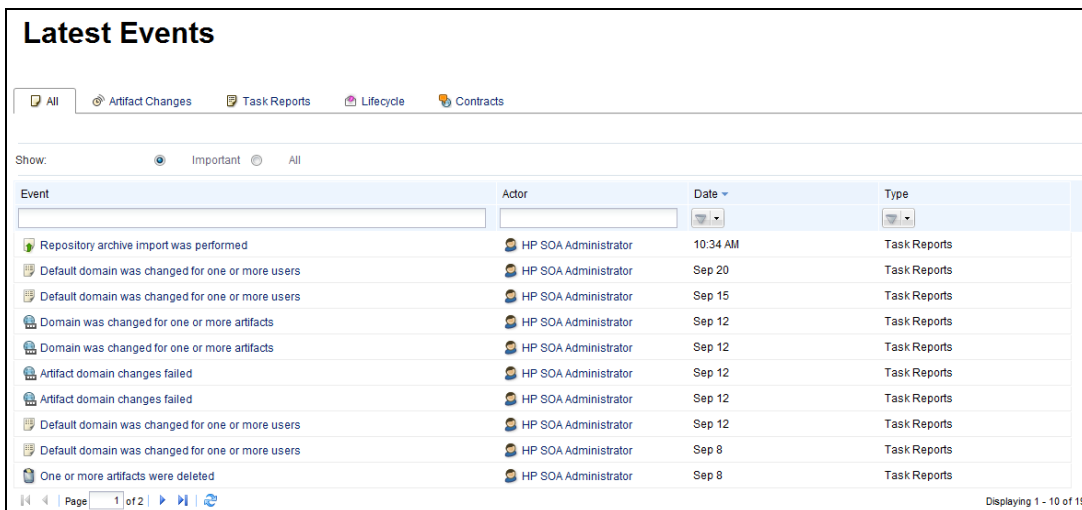 Latest Events
All Artifact Changes Task Reports Lifecycle Contracts
Show: Important All
Event Actor Date Type
Repository archive import was performed HP SOA Administrator 10:34 AM Task Reports
Default domain was changed for one or more users HP SOA Administrator Sep 20 Task Reports
Default domain was changed for one or more users HP SOA Administrator Sep 15 Task Reports
Domain was changed for one or more artifacts HP SOA Administrator Sep 12 Task Reports
Domain was changed for one or more artifacts HP SOA Administrator Sep 12 Task Reports
Artifact domain changes failed HP SOA Administrator Sep 12 Task Reports
Artifact domain changes failed HP SOA Administrator Sep 12 Task Reports
Default domain was changed for one or more users HP SOA Administrator Sep 12 Task Reports
Default domain was changed for one or more users HP SOA Administrator Sep 8 Task Reports
One or more artifacts were deleted HP SOA Administrator Sep 8 Task Reports
Page 1 of 2 Displaying 1 - 10 of 19